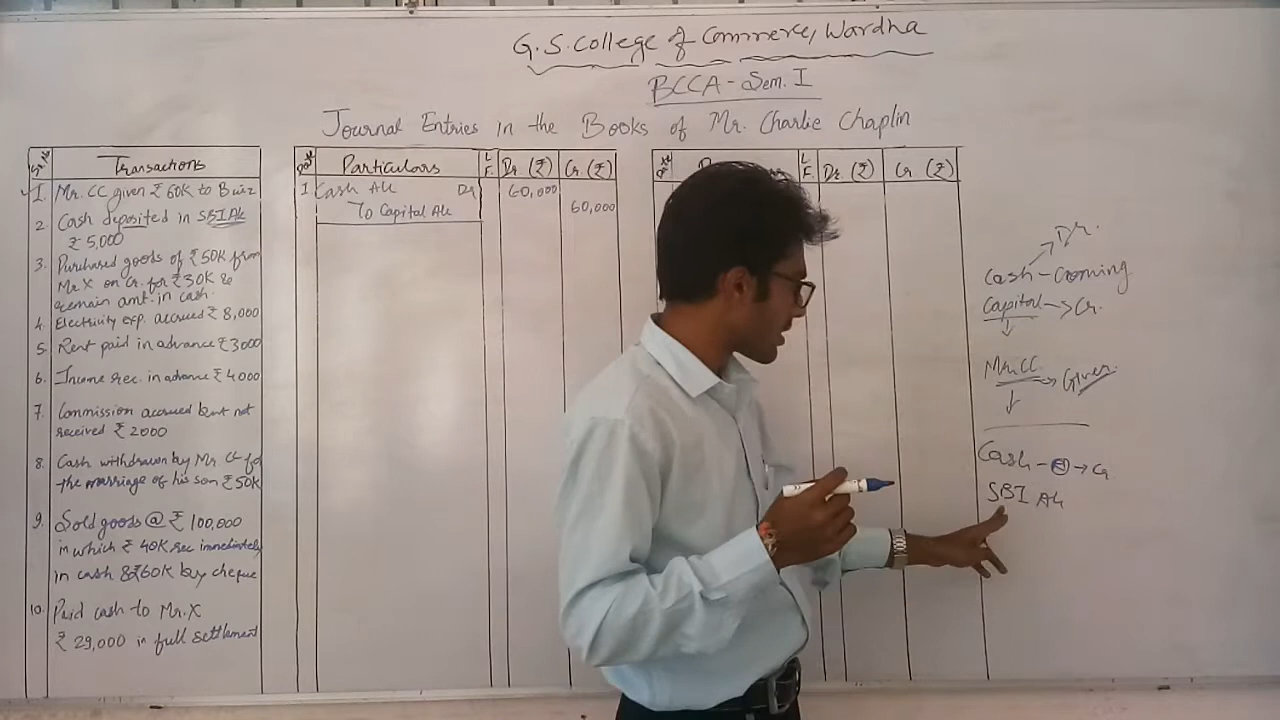 G.S. College of Commerce, Wardha
BCCA - Sem. I
Journal Entries in the Books of Mr. Charlie Chaplin
Sr. No Transactions
1. Mr. CC given ₹ 60K to Buiz
2. Cash deposited in SBI A/c
₹ 5,000
3. Purchased goods of ₹ 50K from
Mr X on Cr. for ₹ 30K &
remain amt. in cash.
4. Electricity exp. accrued ₹ 8,000
5. Rent paid in advance ₹ 3000
6. Income rec. in advance ₹ 4000
7. Commission accrued but not
received ₹ 2000
8. Cash withdrawn by Mr. CC for
the marriage of his son ₹ 50K
9. Sold goods @ ₹ 100,000
in which ₹ 40K rec immediately
in cash & ₹ 60K by cheque
10. Paid cash to Mr. X
₹ 29,000 in full settlement
Date Particulars L.F. Dr (₹) Cr (₹)
1 Cash A/c Dr 60,000
To Capital A/c 60,000
Date L.F. Dr (₹) Cr (₹)
Dr.
Cash - Coming
Capital → Cr.
Mr. CC. → Given
Cash - → Cr
SBI A/c